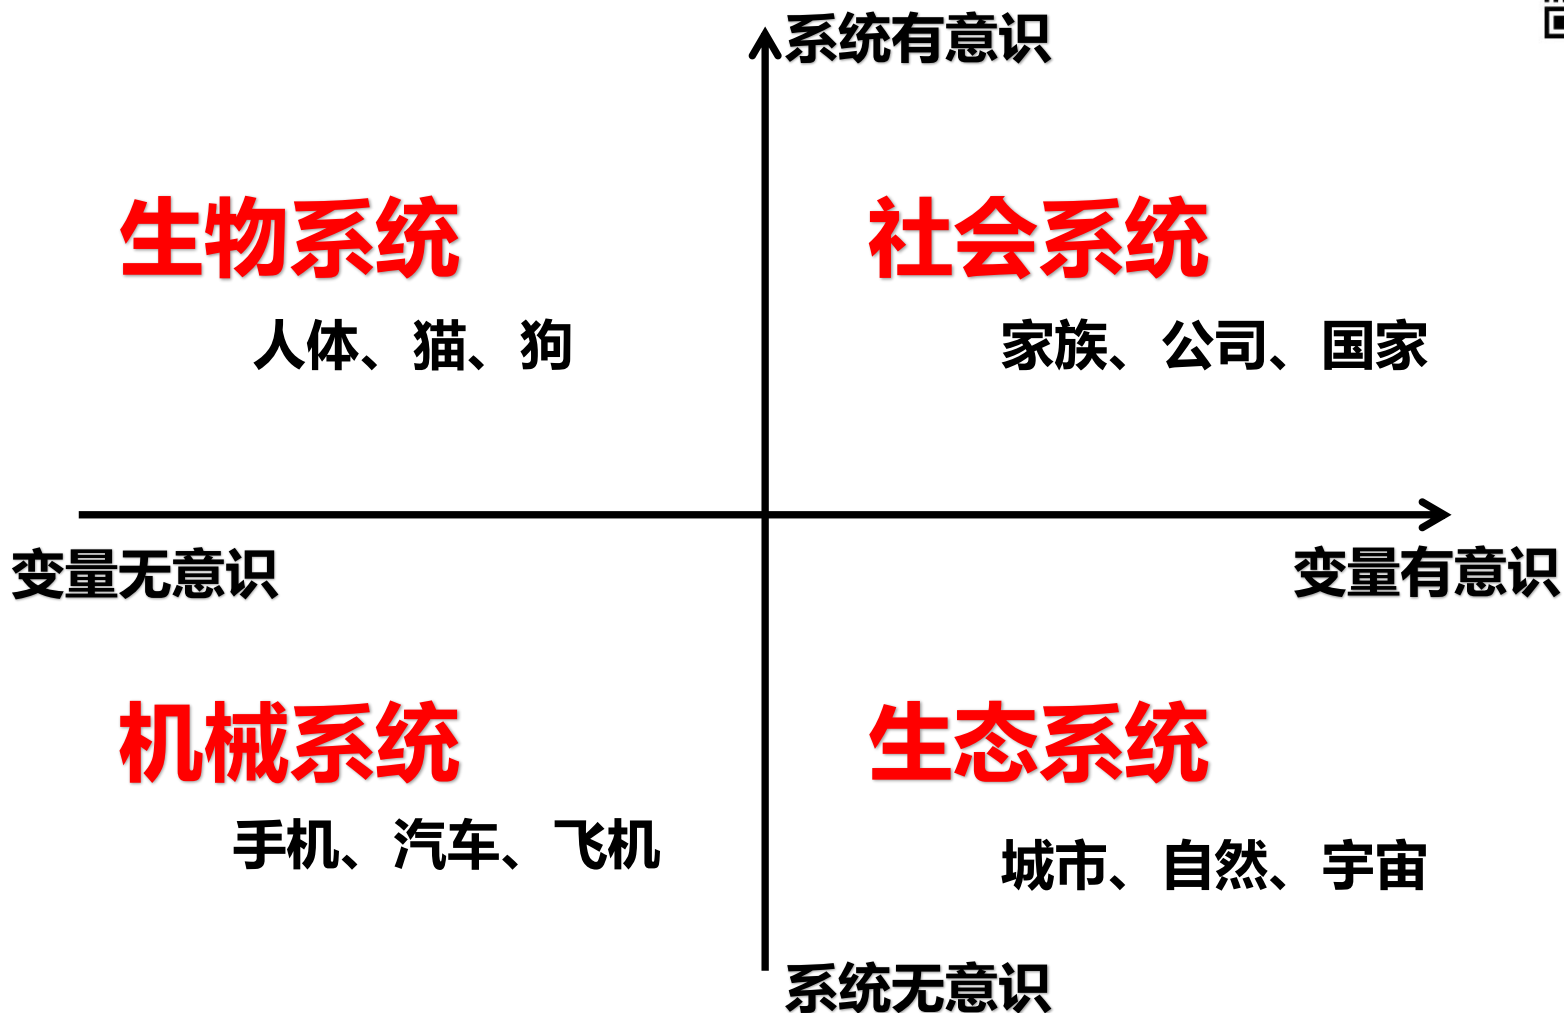 系统有意识
生物系统
社会系统
人体、猫、狗
家族、公司、国家
变量无意识
变量有意识
机械系统
生态系统
手机、汽车、飞机
城市、自然、宇宙
系统无意识